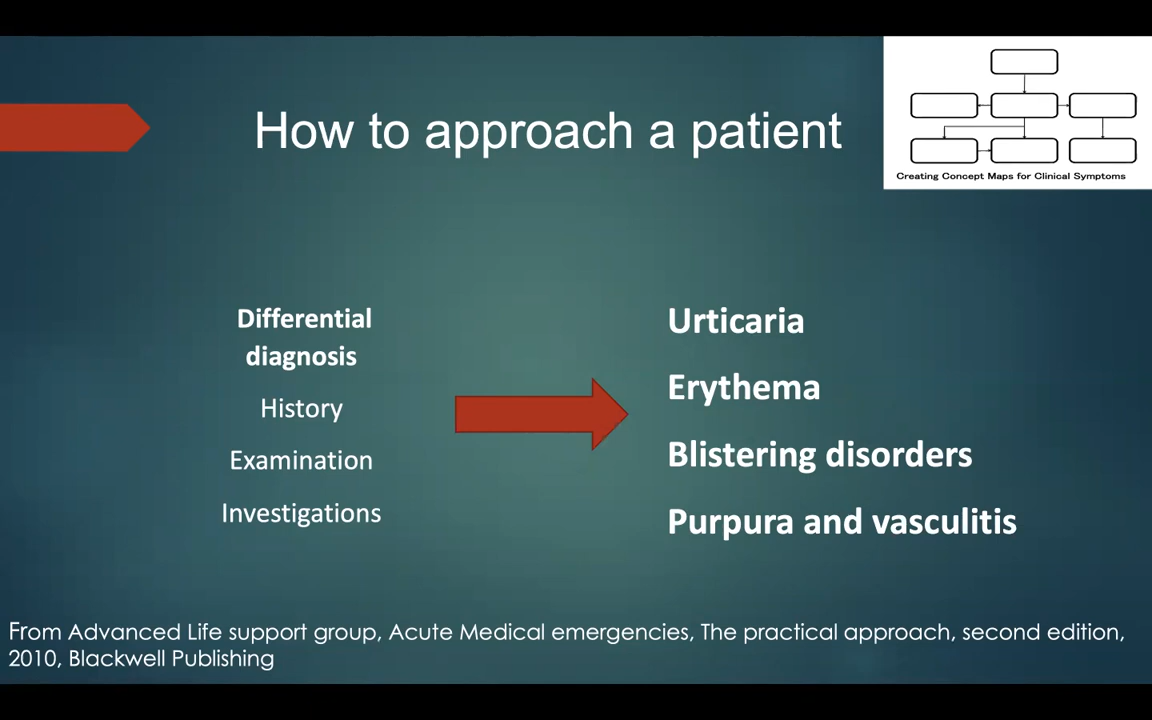 How to approach a patient
Creating Concept Maps for Clinical Symptoms
Differential
diagnosis
History
Examination
Investigations
Urticaria
Erythema
Blistering disorders
Purpura and vasculitis
From Advanced Life support group, Acute Medical emergencies, The practical approach, second edition,
2010, Blackwell Publishing